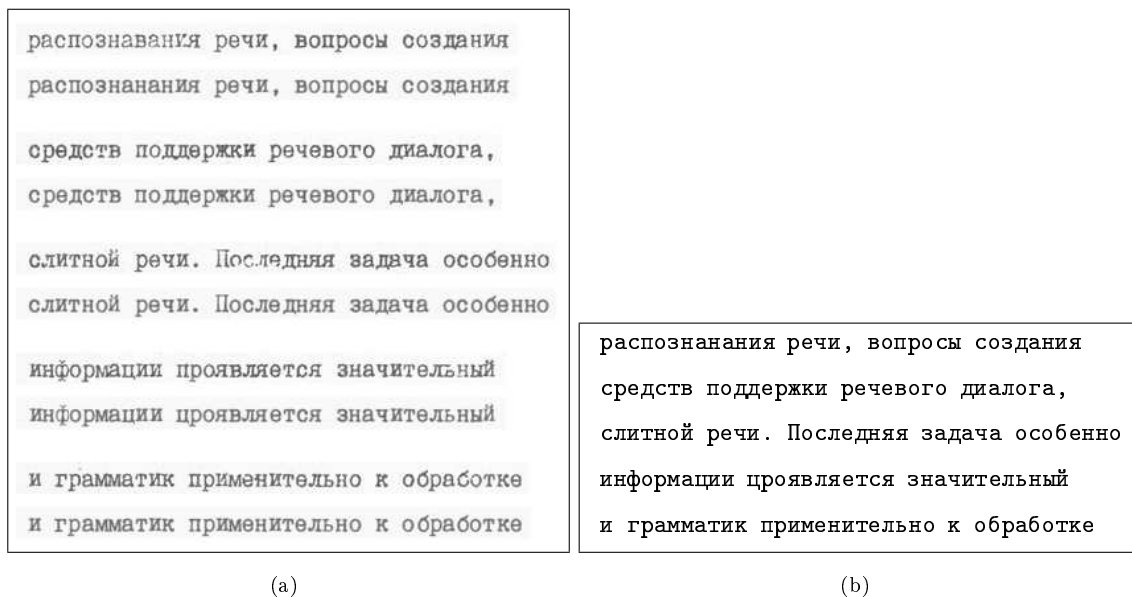 распознавания речи, вопросы создания
распознанания речи, вопросы создания
средств поддержки речевого диалога,
средств поддержки речевого диалога,
слитной речи. Последняя задача особенно
слитной речи. Последняя задача особенно
информации проявляется значительный
информации цроявляется значительный
и грамматик применительно к обработке
и грамматик применительно к обработке
(a)
распознанания речи, вопросы создания
средств поддержки речевого диалога,
слитной речи. Последняя задача особенно
информации цроявляется значительный
и грамматик применительно к обработке
(b)